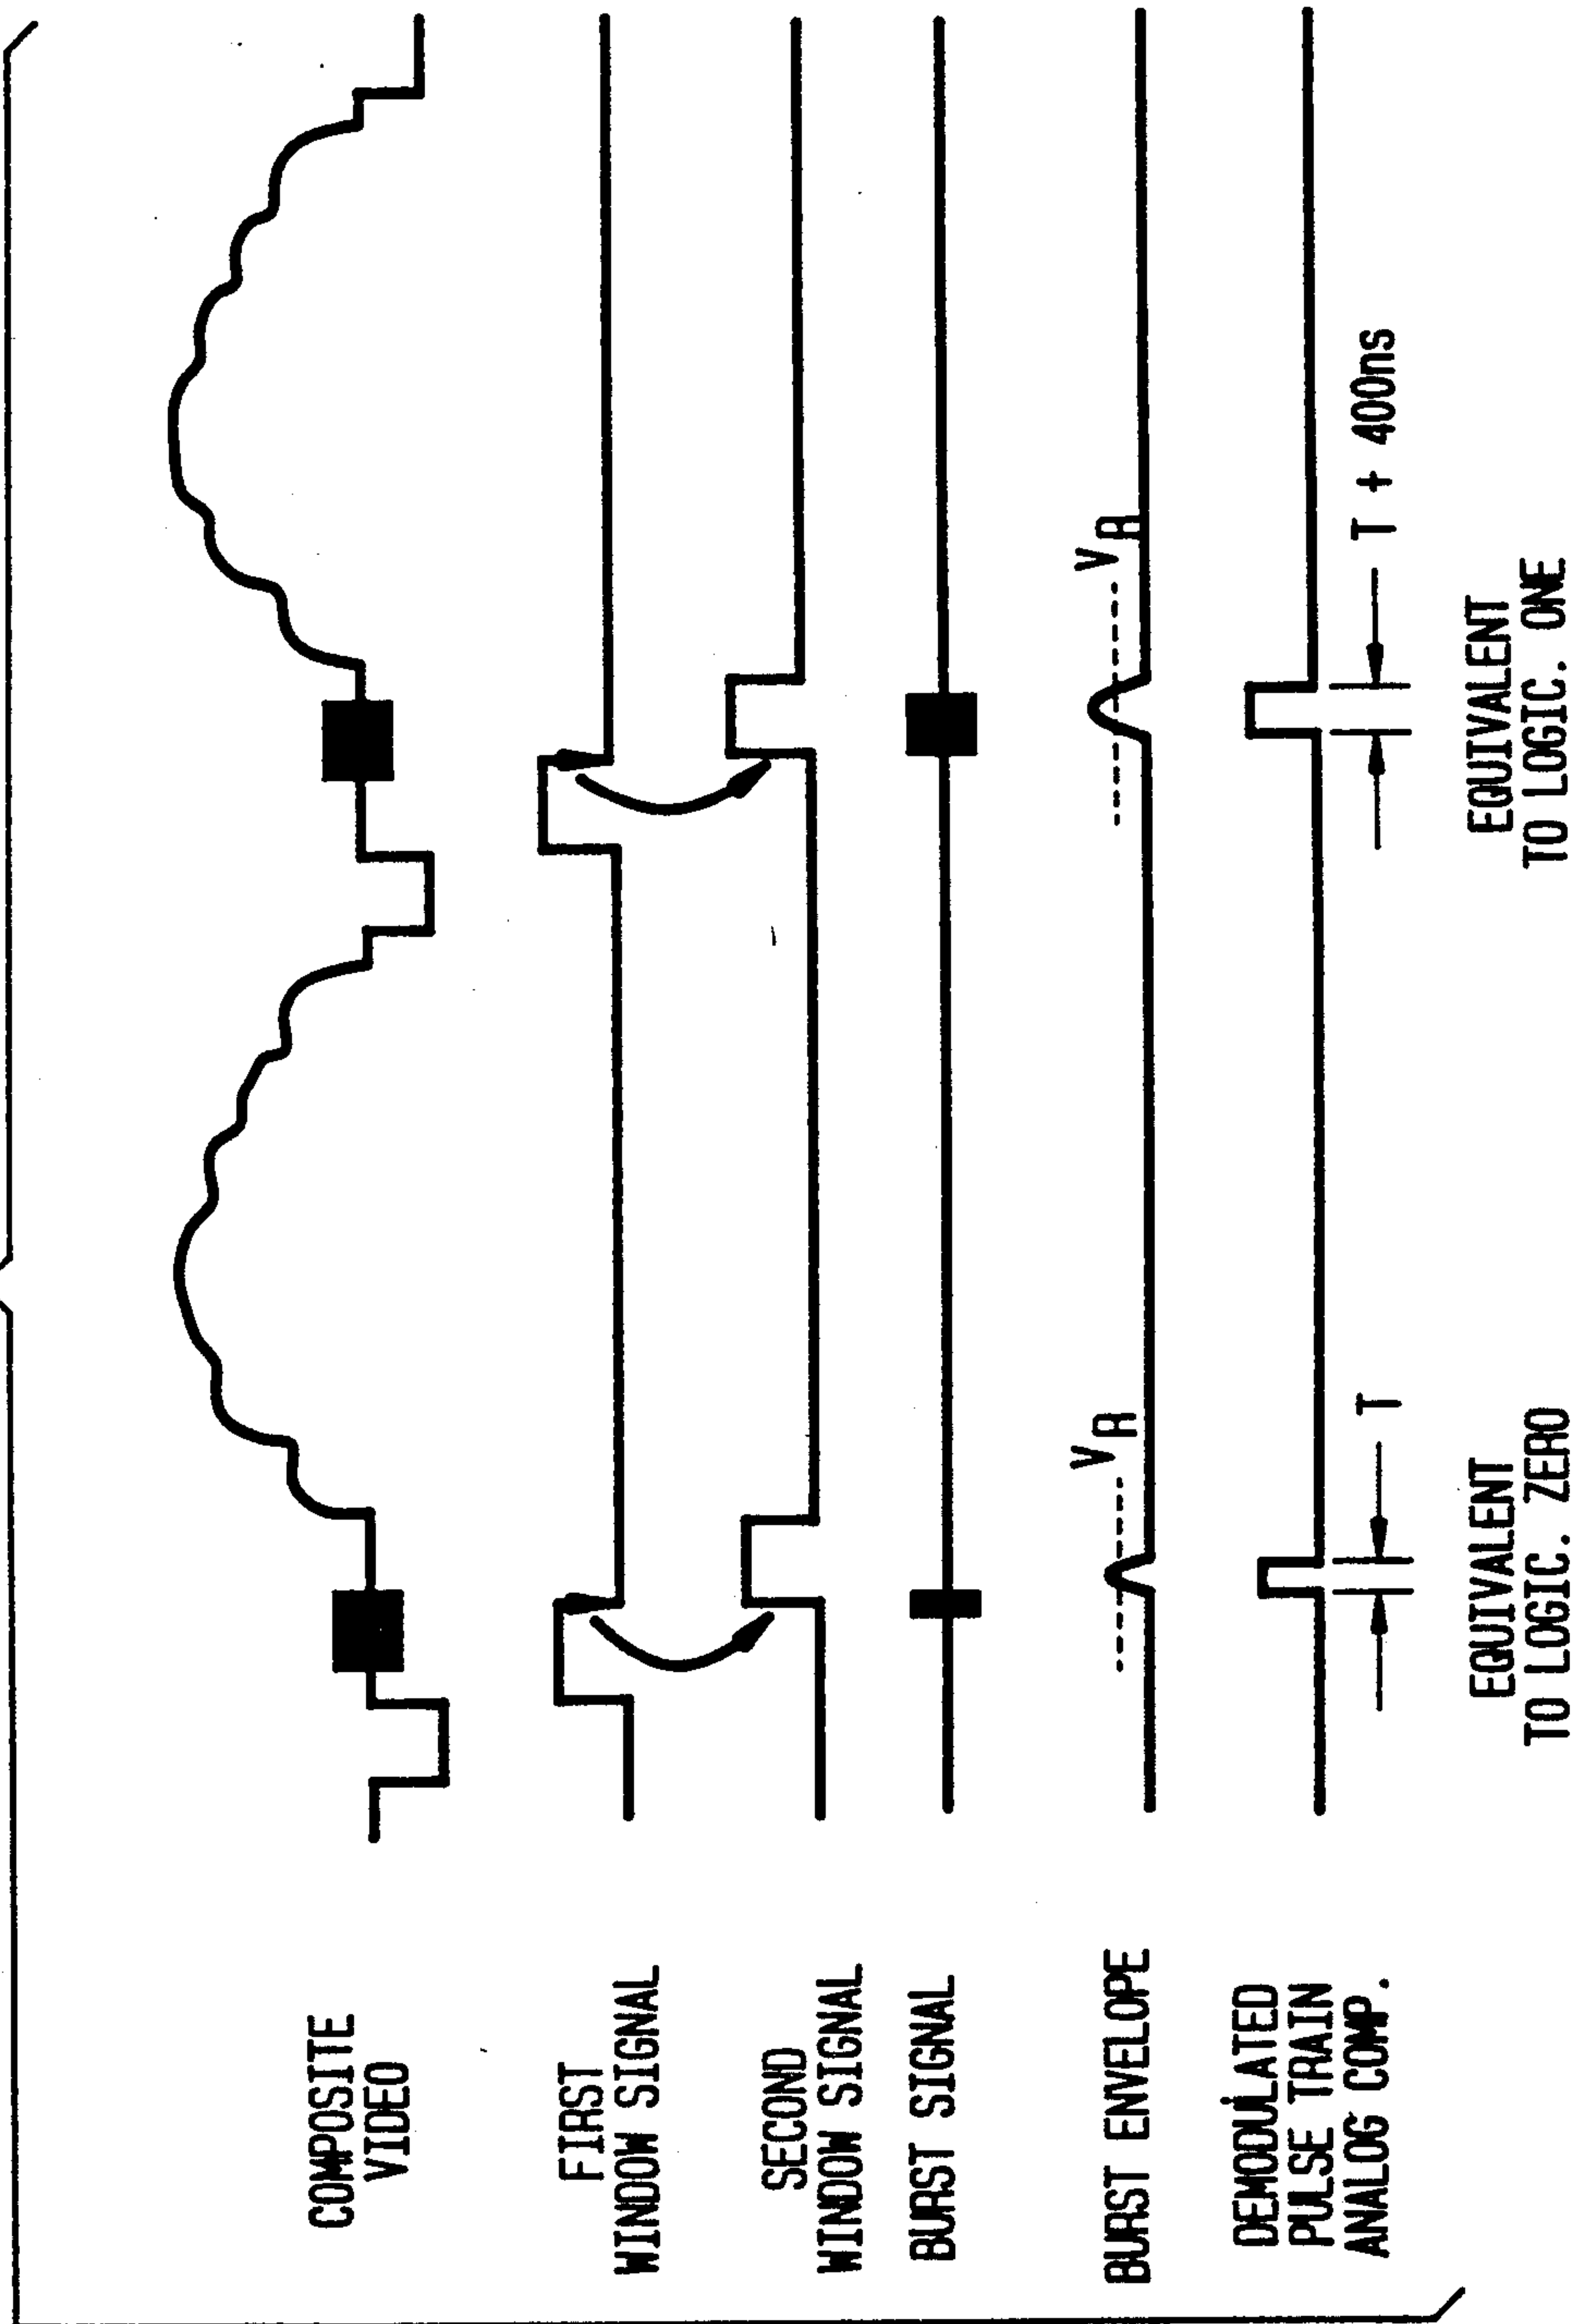 COMPOSITE
VIDEO
FIRST
WINDOW SIGNAL
SECOND
WINDOW SIGNAL
BURST SIGNAL
BURST ENVELOPE
VR
VR
DEMODULATED
PULSE TRAIN
ANALOG COMP.
T
T + 400ns
EQUIVALENT
TO LOGIC. ZERO
EQUIVALENT
TO LOGIC. ONE